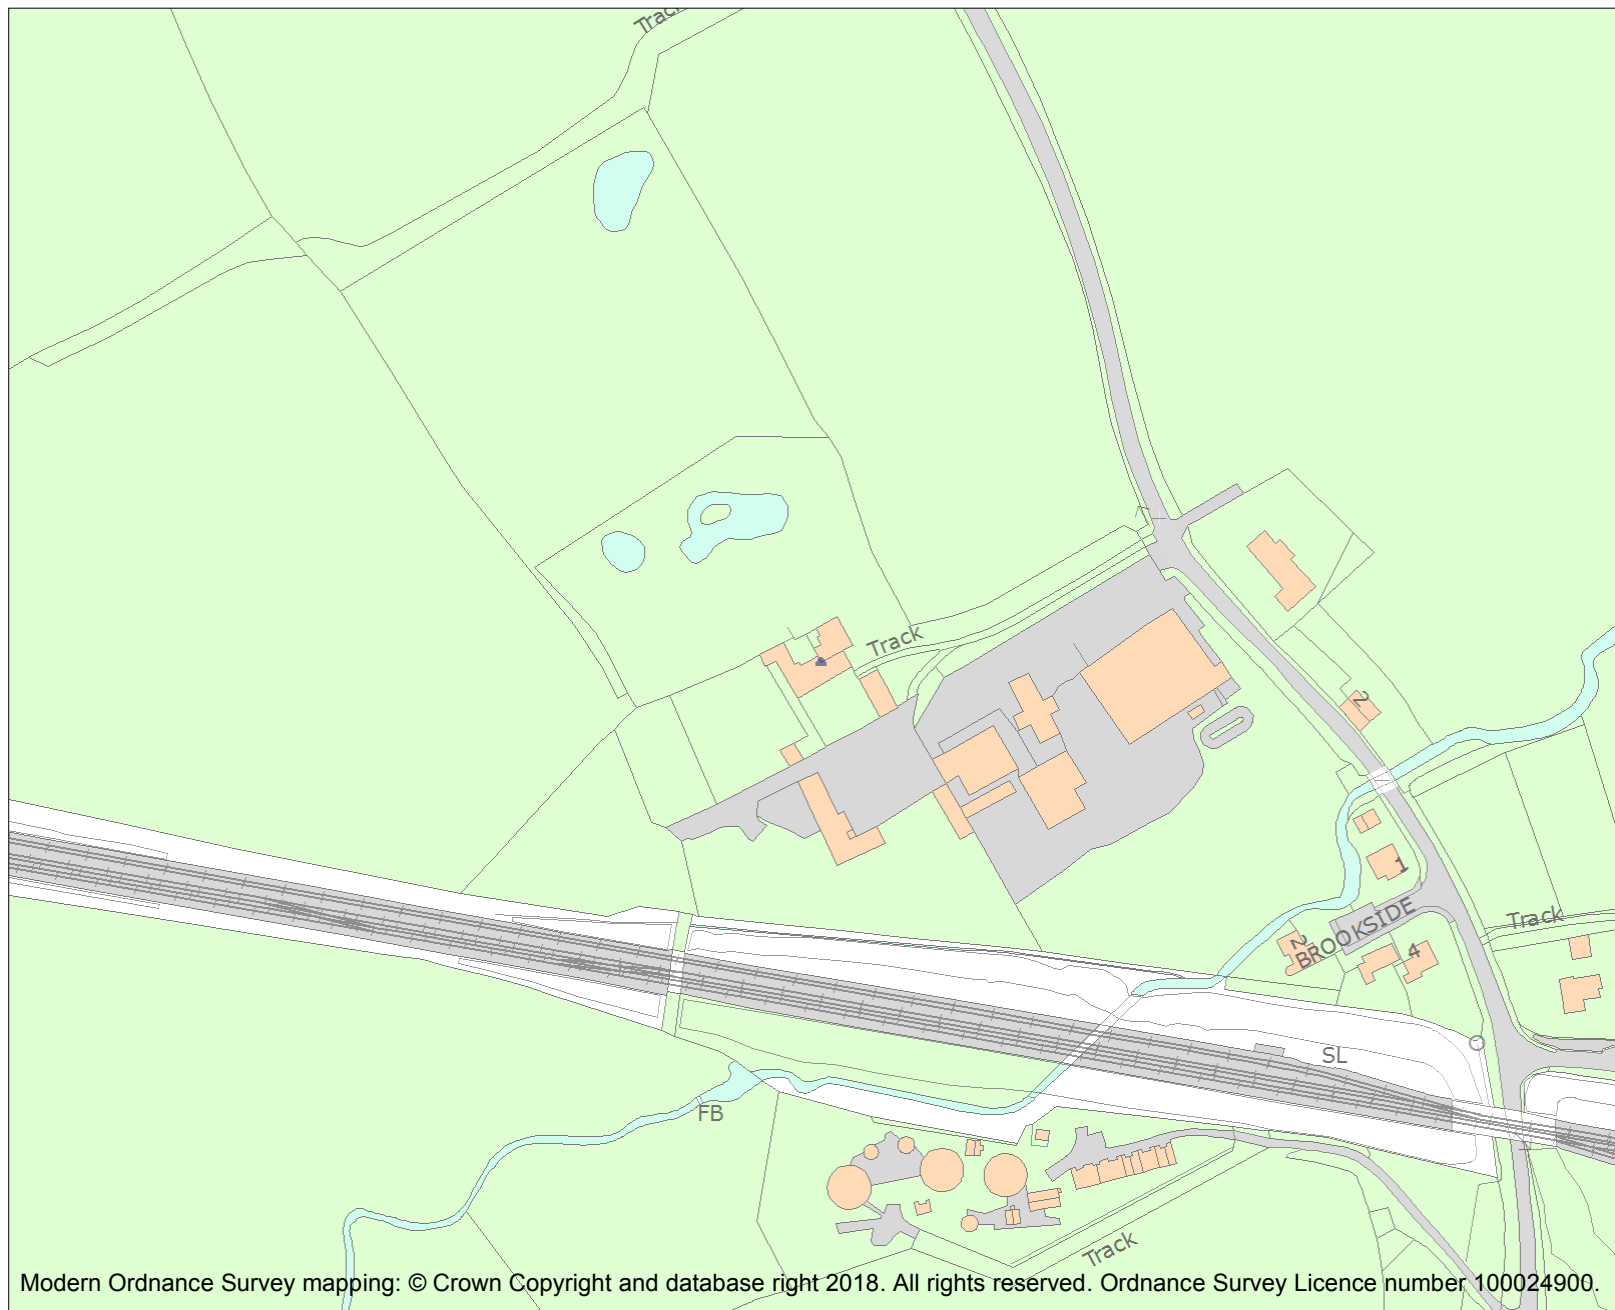 Track
Track
2
1
Track
BROOKSIDE
2
4
SL
FB
Track
Modern Ordnance Survey mapping: © Crown Copyright and database right 2018. All rights reserved. Ordnance Survey Licence number 100024900.